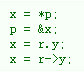 x = *p;
p = &x;
x = r.y;
x = r->y;